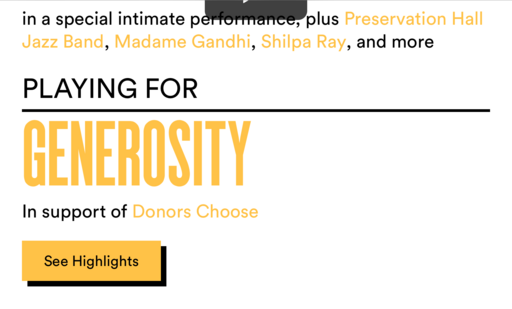 in a special intimate performance, plus Preservation Hall
Jazz Band, Madame Gandhi, Shilpa Ray, and more
PLAYING FOR
GENEROSITY
In support of Donors Choose
See Highlights